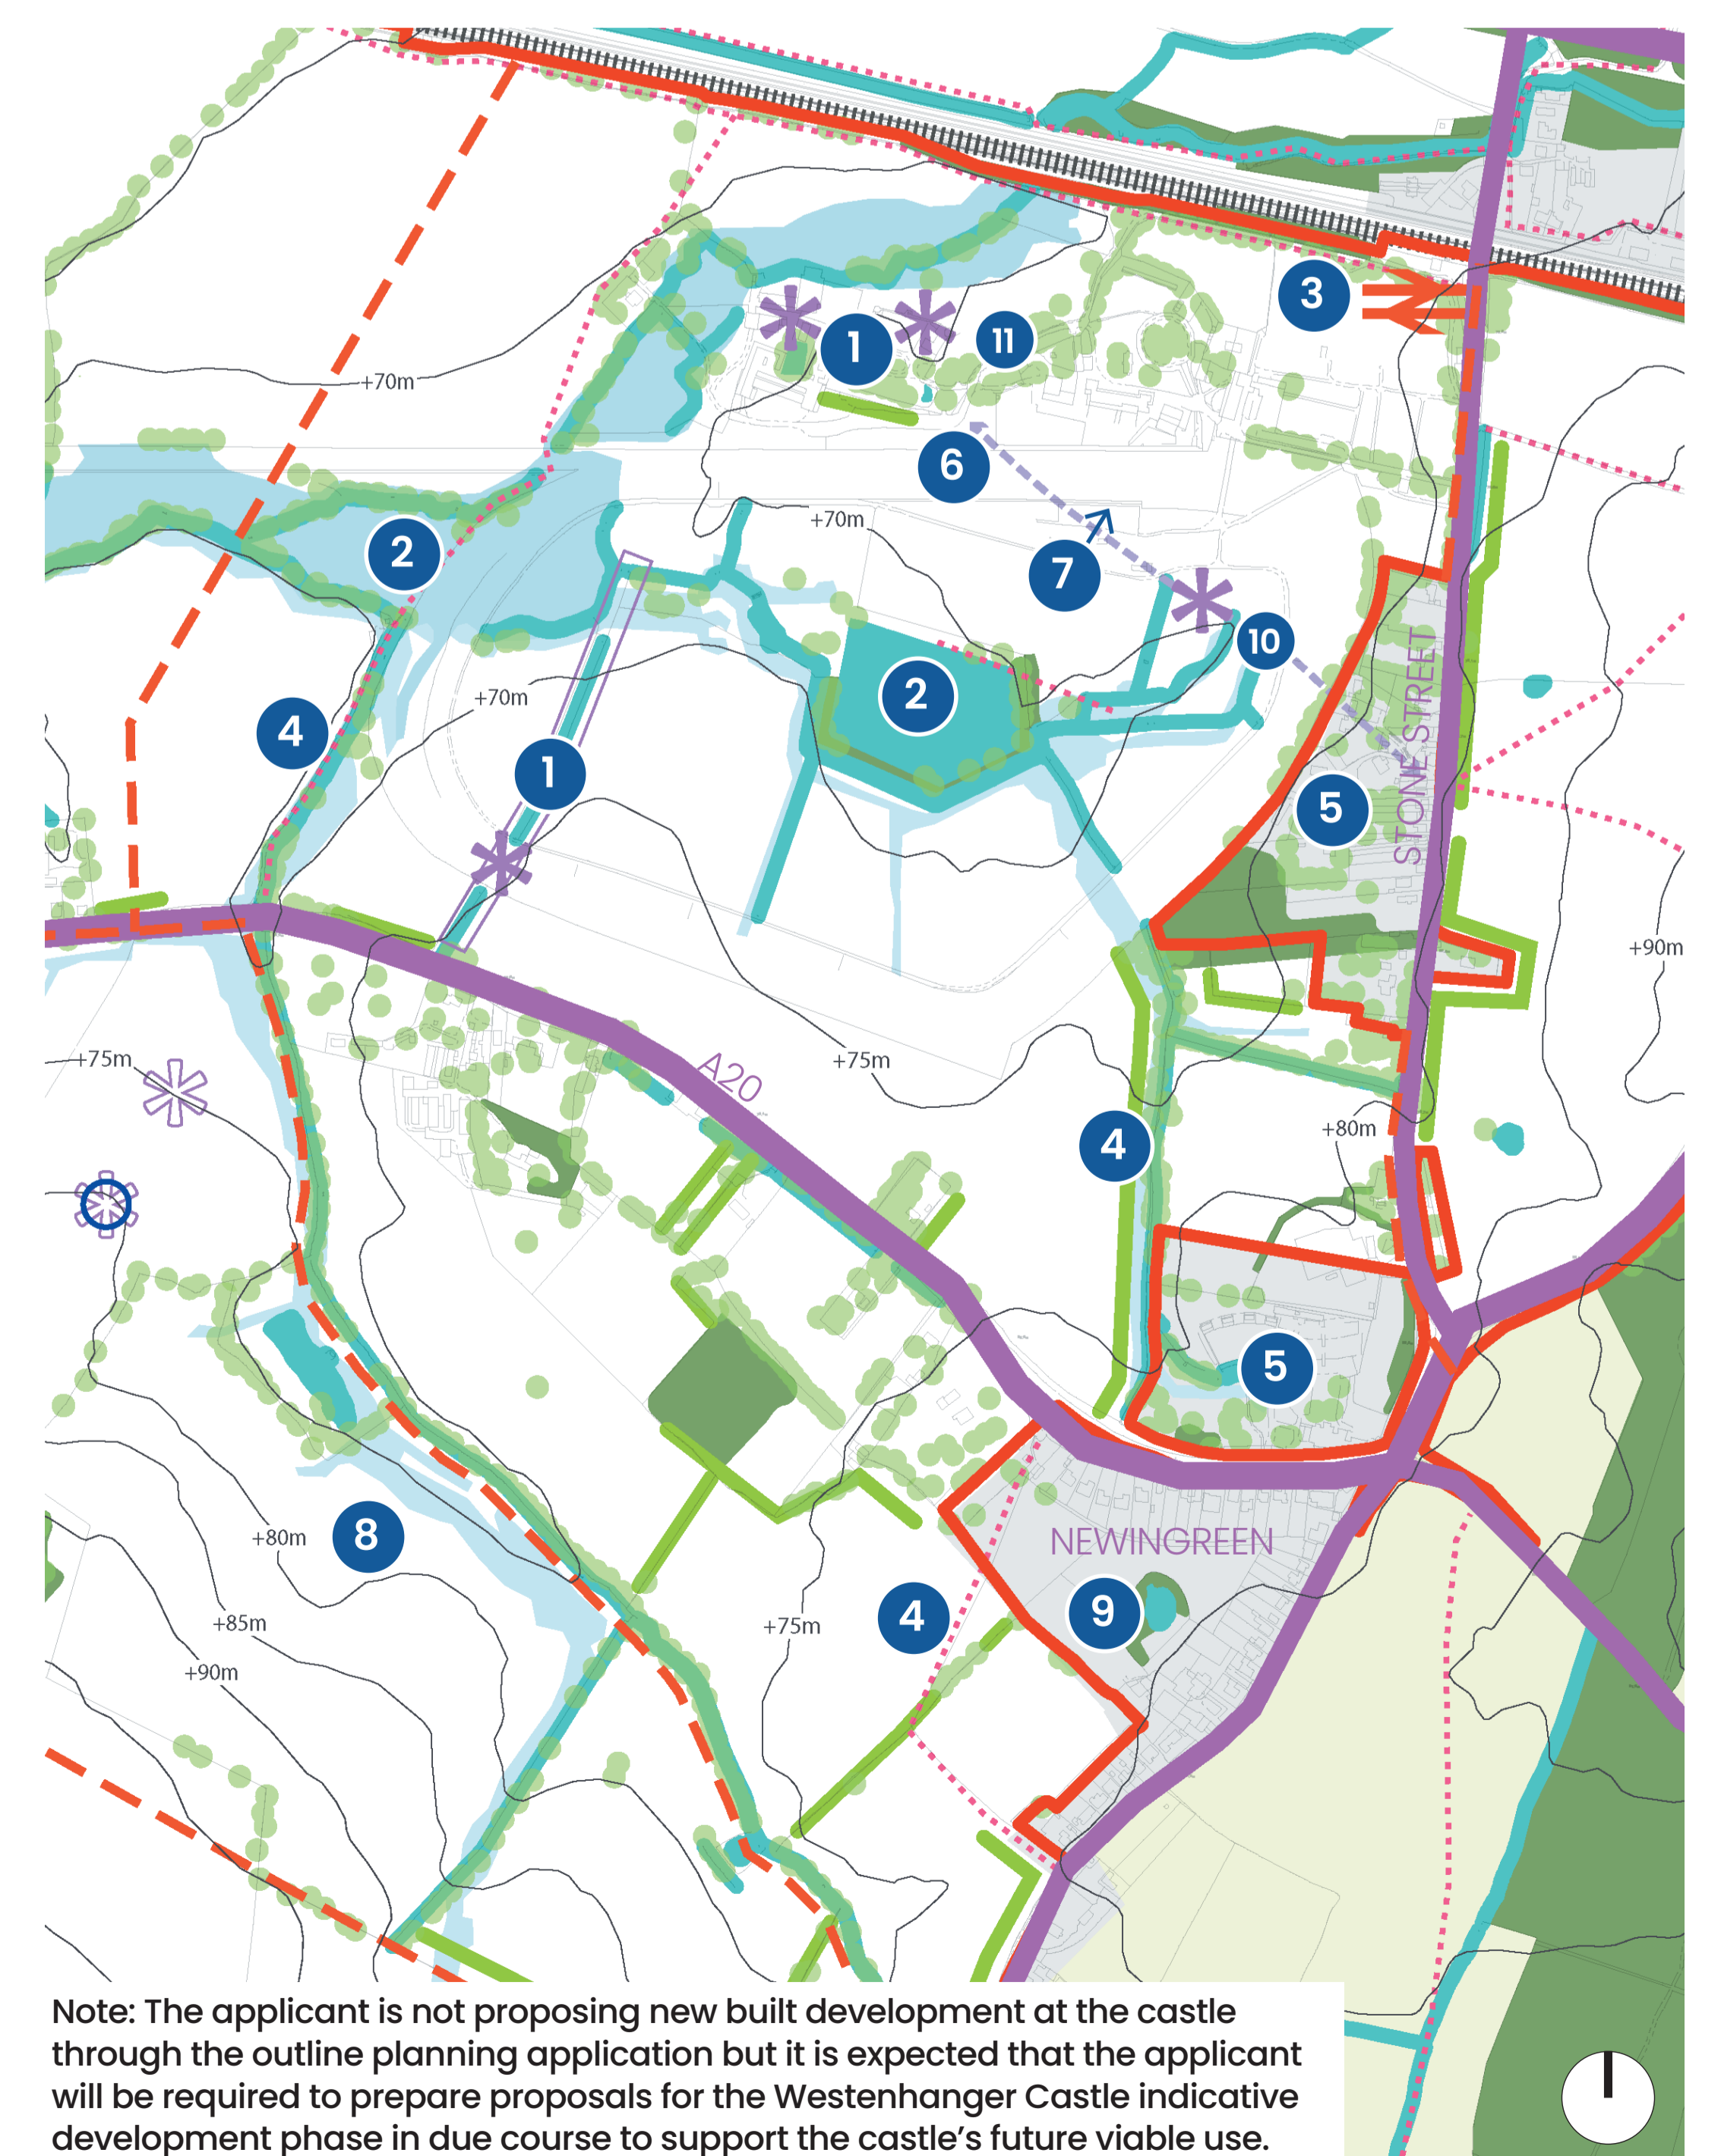 3
1
11
+70m
6
+70m
2
7
10
+70m
2
4
1
5
STONE STREET
+90m
+75m
+75m
A20
+80m
4
5
+80m
8
NEWINGREEN
+85m
+75m
4
9
+90m
Note: The applicant is not proposing new built development at the castle
through the outline planning application but it is expected that the applicant
will be required to prepare proposals for the Westenhanger Castle indicative
development phase in due course to support the castle’s future viable use.